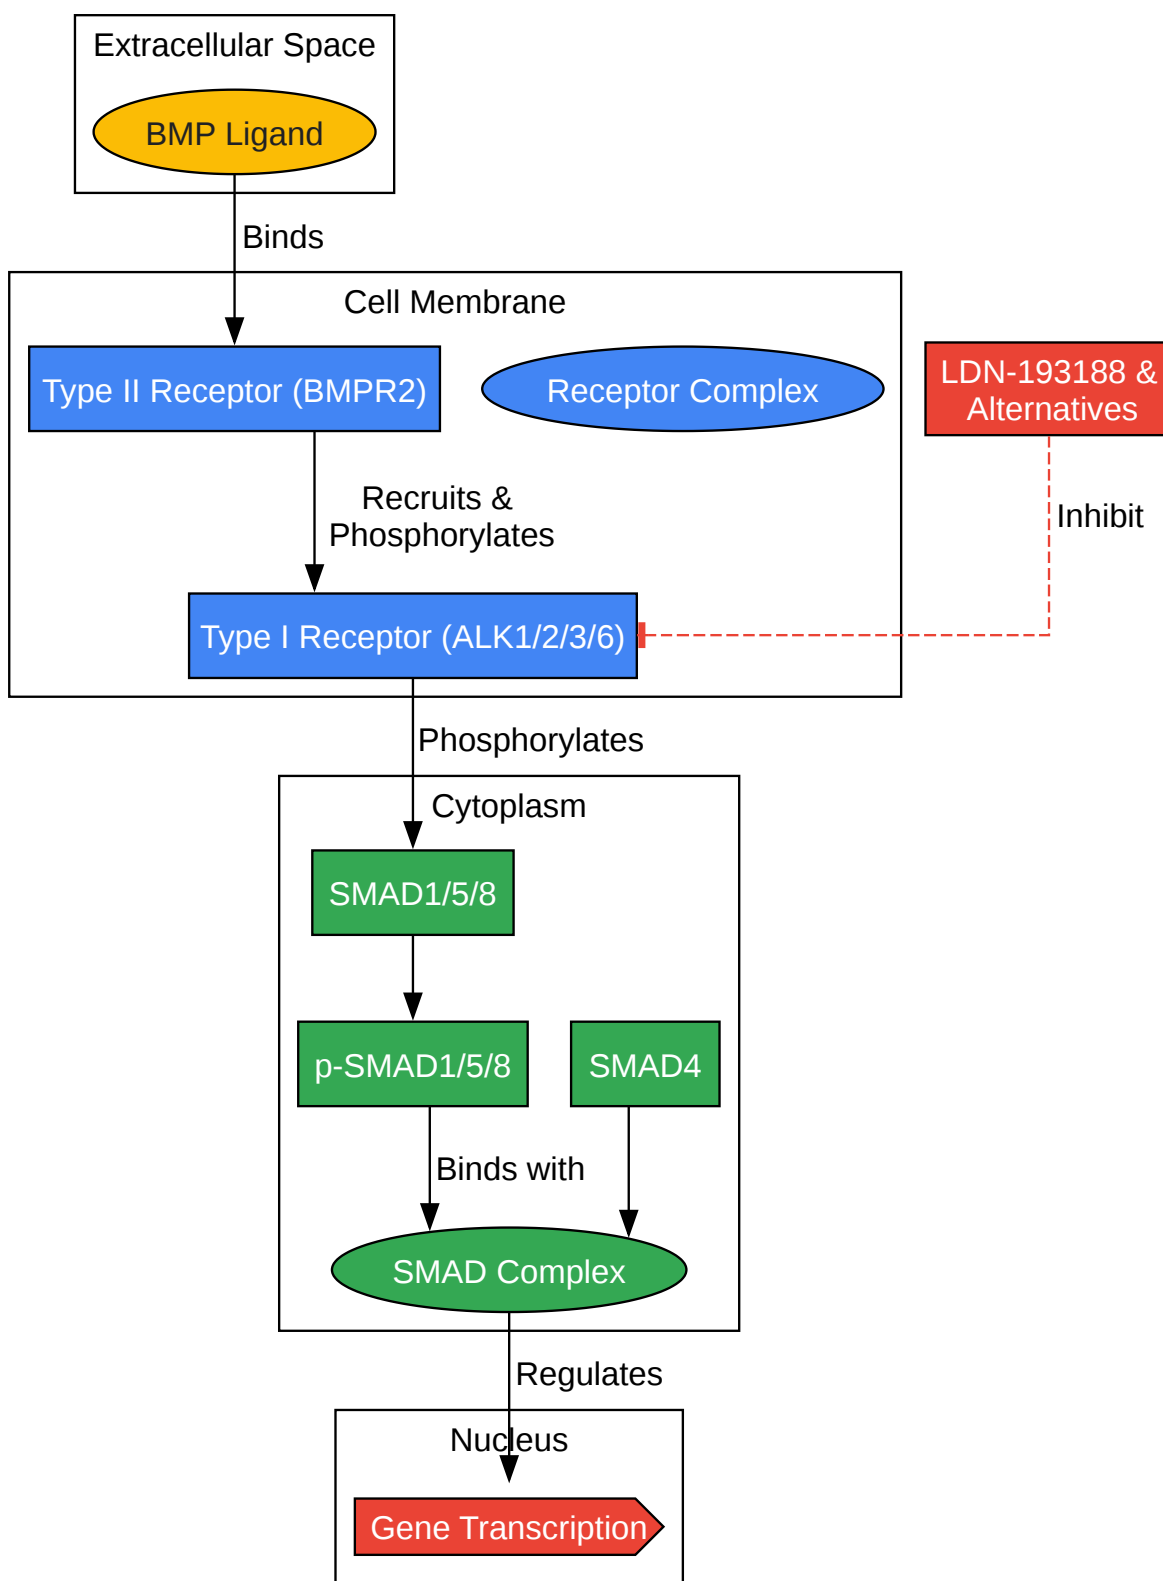 Extracellular Space
BMP Ligand
Binds
Cell Membrane
Type II Receptor (BMPR2)
Receptor Complex
LDN-193188 &
Alternatives
Recruits &
Phosphorylates
Inhibit
Type I Receptor (ALK1/2/3/6)
Phosphorylates
Cytoplasm
SMAD1/5/8
p-SMAD1/5/8
SMAD4
Binds with
SMAD Complex
Regulates
Nucleus
Gene Transcription